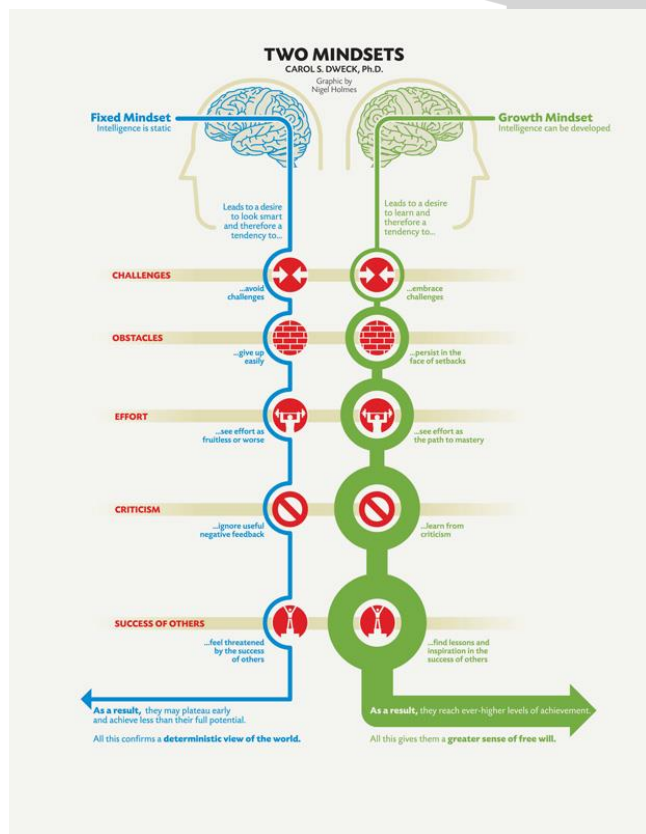 TWO MINDSETS
CAROL S. DWECK, Ph.D.
Graphic by
Nigel Holmes
Fixed Mindset
Intelligence is static
Growth Mindset
Intelligence can be developed
Leads to a desire
to look smart
and therefore a
tendency to...
Leads to a desire
to learn and
therefore a
tendency to...
CHALLENGES
...avoid
challenges
...embrace
challenges
OBSTACLES
...give up
easily
...persist in the
face of setbacks
EFFORT
...see effort as
fruitless or worse
...see effort as
the path to mastery
CRITICISM
...ignore useful
negative feedback
...learn from
criticism
SUCCESS OF OTHERS
...feel threatened
by the success
of others
...find lessons and
inspiration in the
success of others
As a result, they may plateau early
and achieve less than their full potential.
All this confirms a deterministic view of the world.
As a result, they reach ever-higher levels of achievement.
All this gives them a greater sense of free will.